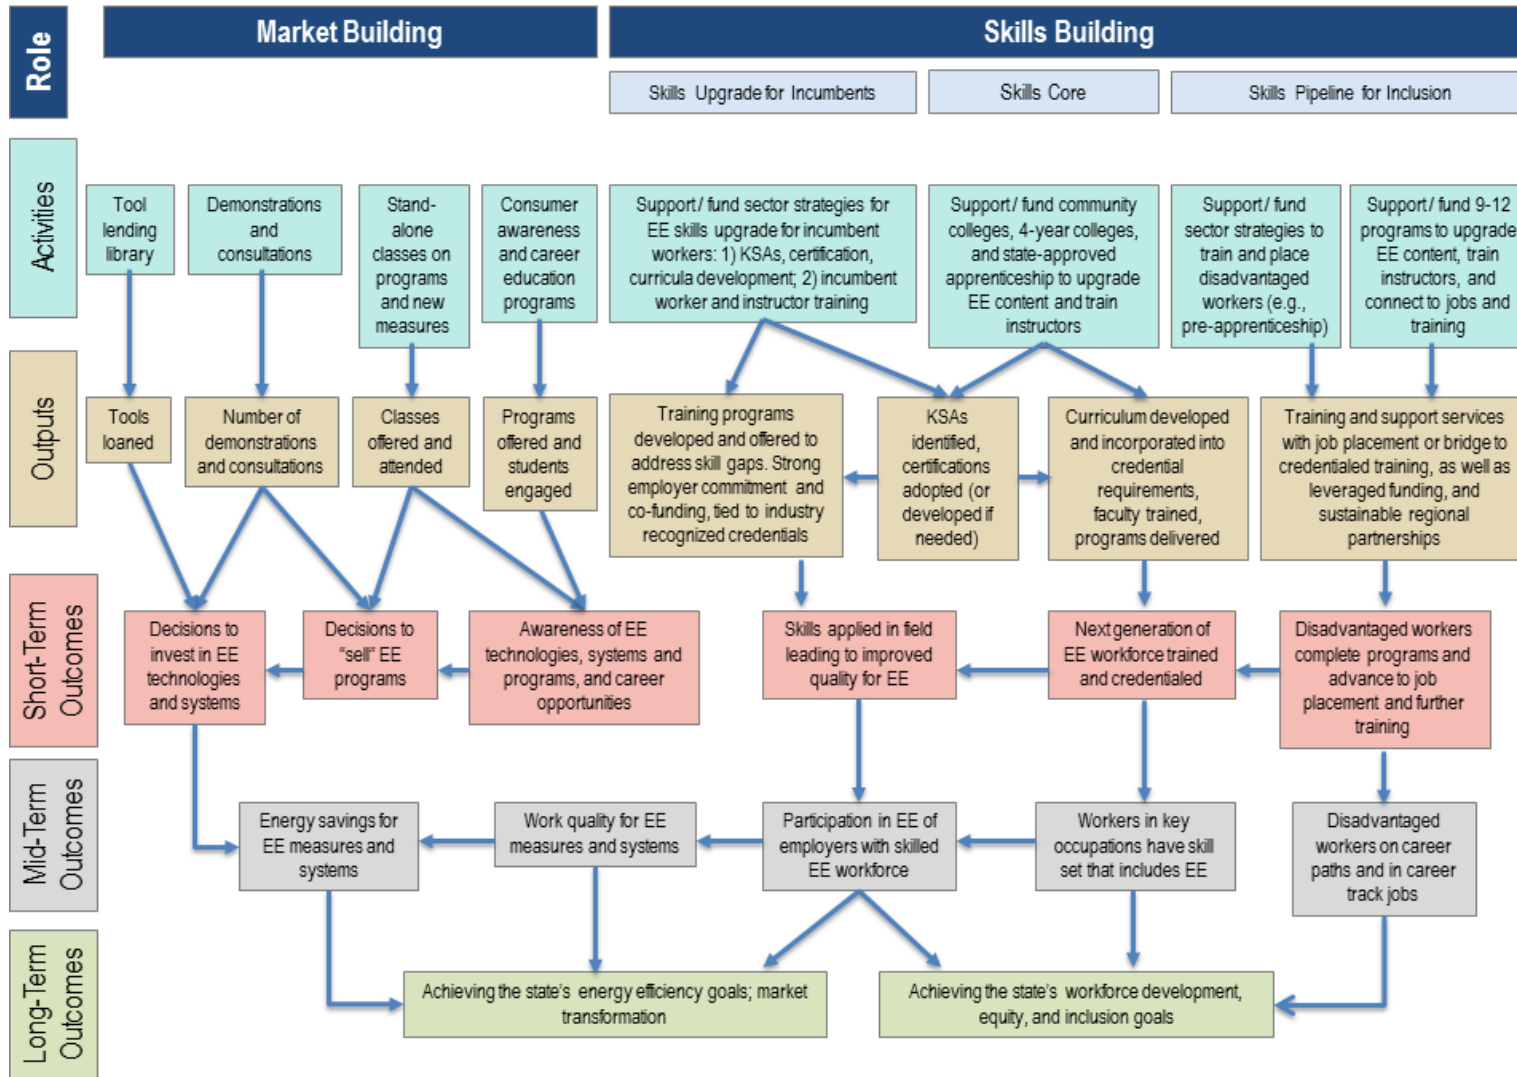 Role
Market Building
Skills Building
Skills Upgrade for Incumbents
Skills Core
Skills Pipeline for Inclusion
Activities
Tool
lending
library
Demonstrations
and
consultations
Stand-
alone
classes on
programs
and new
measures
Consumer
awareness
and career
education
programs
Support / fund sector strategies for
EE skills upgrade for incumbent
workers: 1) KSAs, certification,
curricula development; 2) incumbent
worker and instructor training
Support / fund community
colleges, 4-year colleges,
and state-approved
apprenticeship to upgrade
EE content and train
instructors
Support / fund
sector strategies to
train and place
disadvantaged
workers (e.g.,
pre-apprenticeship)
Support / fund 9-12
programs to upgrade
EE content, train
instructors, and
connect to jobs and
training
Outputs
Tools
loaned
Number of
demonstrations
and consultations
Classes
offered and
attended
Programs
offered and
students
engaged
Training programs
developed and offered to
address skill gaps. Strong
employer commitment and
co-funding, tied to industry
recognized credentials
KSAs
identified,
certifications
adopted (or
developed if
needed)
Curriculum developed
and incorporated into
credential
requirements,
faculty trained,
programs delivered
Training and support services
with job placement or bridge to
credentialed training, as well as
leveraged funding, and
sustainable regional
partnerships
Short-Term
Outcomes
Decisions to
invest in EE
technologies
and systems
Decisions to
“sell” EE
programs
Awareness of EE
technologies, systems and
programs, and career
opportunities
Skills applied in field
leading to improved
quality for EE
Next generation of
EE workforce trained
and credentialed
Disadvantaged workers
complete programs and
advance to job
placement and further
training
Mid-Term
Outcomes
Energy savings for
EE measures and
systems
Work quality for EE
measures and systems
Participation in EE of
employers with skilled
EE workforce
Workers in key
occupations have skill
set that includes EE
Disadvantaged
workers on career
paths and in career
track jobs
Long-Term
Outcomes
Achieving the state’s energy efficiency goals; market
transformation
Achieving the state’s workforce development,
equity, and inclusion goals